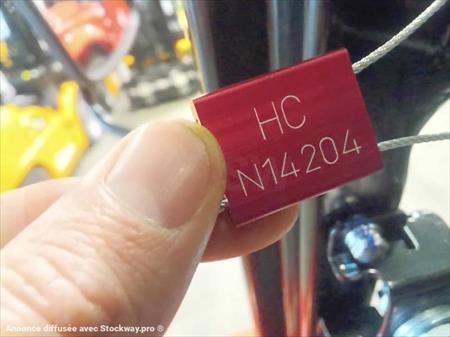 HC
N14204
Annonce diffusée avec Stockway.pro ®